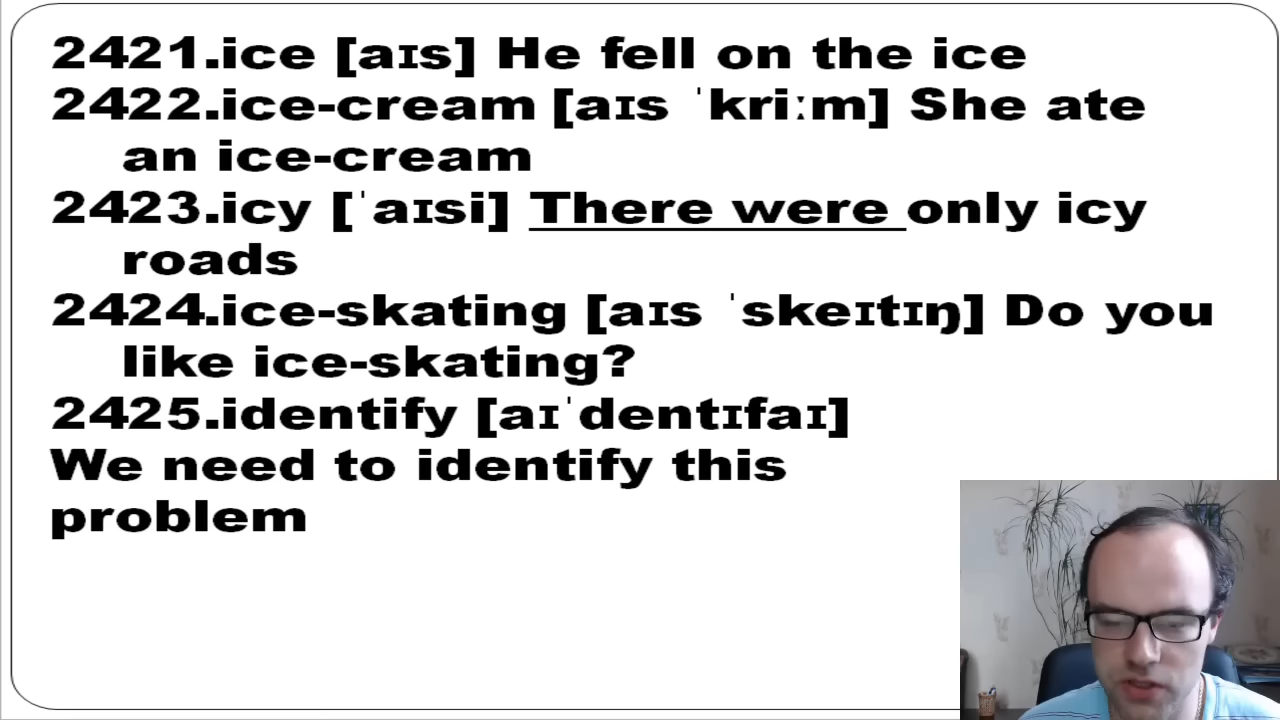 2421.ice [aɪs] He fell on the ice
2422.ice-cream [aɪs ˈkriːm] She ate
an ice-cream
2423.icy [ˈaɪsi] There were only icy
roads
2424.ice-skating [aɪs ˈskeɪtɪŋ] Do you
like ice-skating?
2425.identify [aɪˈdentɪfaɪ]
We need to identify this
problem